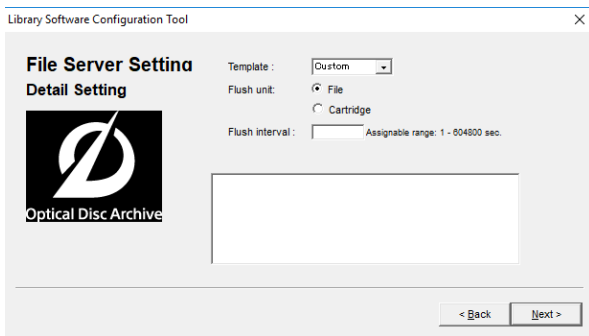 Library Software Configuration Tool
File Server Setting
Detail Setting
Optical Disc Archive
Template :
Custom
Flush unit:
File
Cartridge
Flush interval :
Assignable range: 1 - 604800 sec.
< Back
Next >